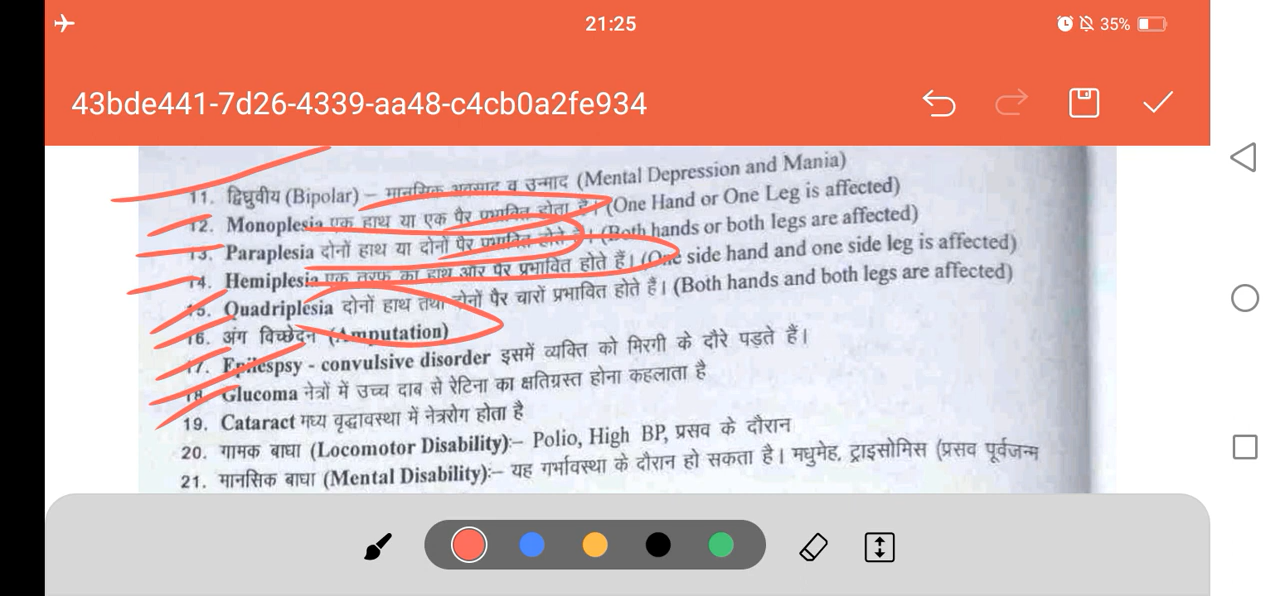 21:25
35%
43bde441-7d26-4339-aa48-c4cb0a2fe934
11. द्विघ्रुवीय (Bipolar) – मानसिक अवसाद व उन्माद (Mental Depression and Mania)
12. Monoplesia एक हाथ या एक पैर प्रभावित होता है। (One Hand or One Leg is affected)
13. Paraplesia दोनों हाथ या दोनों पैर प्रभावित होते हैं। (Both hands or both legs are affected)
14. Hemiplesia एक तरफ का हाथ और पैर प्रभावित होते हैं। (One side hand and one side leg is affected)
15. Quadriplesia दोनों हाथ तथा दोनों पैर चारों प्रभावित होते हैं। (Both hands and both legs are affected)
16. अंग विच्छेदन (Amputation)
17. Epilespsy - convulsive disorder इसमें व्यक्ति को मिरगी के दौरे पड़ते हैं।
18. Glucoma नेत्रों में उच्च दाब से रेटिना का क्षतिग्रस्त होना कहलाता है
19. Cataract मध्य वृद्धावस्था में नेत्ररोग होता है
20. गामक बाघा (Locomotor Disability):– Polio, High BP, प्रसव के दौरान
21. मानसिक बाघा (Mental Disability):– यह गर्भावस्था के दौरान हो सकता है। मधुमेह, ट्राइसोमिस (प्रसव पूर्वजन्म